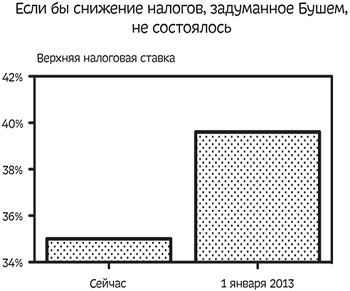 Если бы снижение налогов, задуманное Бушем,
не состоялось
Верхняя налоговая ставка
42%
40%
38%
36%
34%
Сейчас
1 января 2013